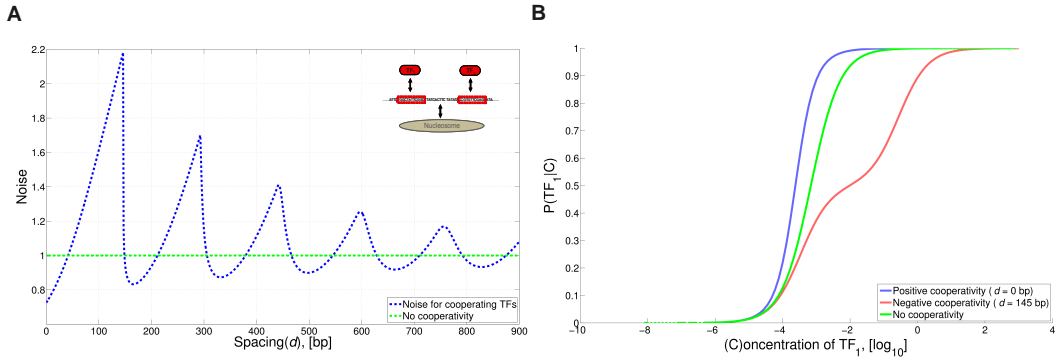 A
B
2.2
2
1.8
1.6
1.4
1.2
1
0.8
Noise
0 100 200 300 400 500 600 700 800 900
Spacing(d), [bp]
TF TF
Nucleosome
Noise for cooperating TFs
No cooperativity
1
0.9
0.8
0.7
0.6
0.5
0.4
0.3
0.2
0.1
0
P(TF1|C)
−10 −8 −6 −4 −2 0 2 4
(C)oncentration of TF1, [log10]
Positive cooperativity ( d = 0 bp)
Negative cooperativity ( d = 145 bp)
No cooperativity